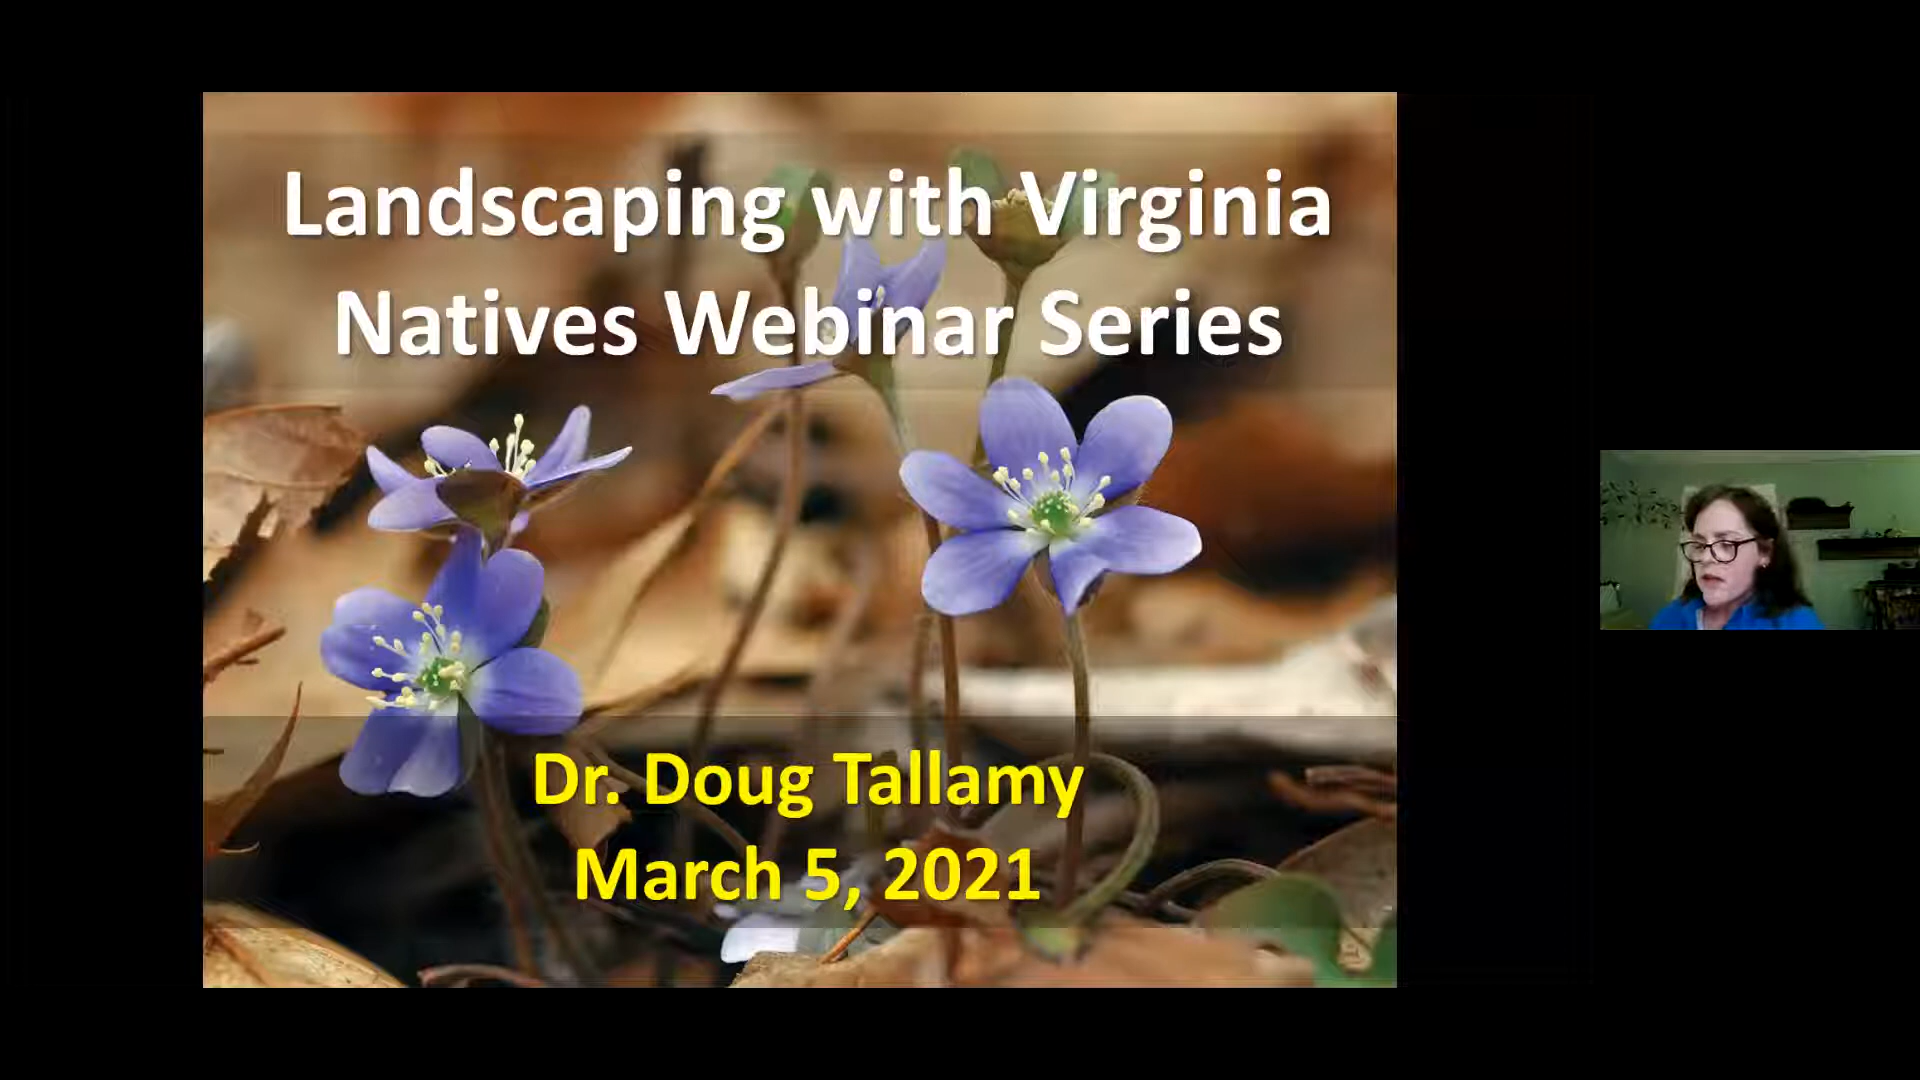 Landscaping with Virginia
Natives Webinar Series
Dr. Doug Tallamy
March 5, 2021